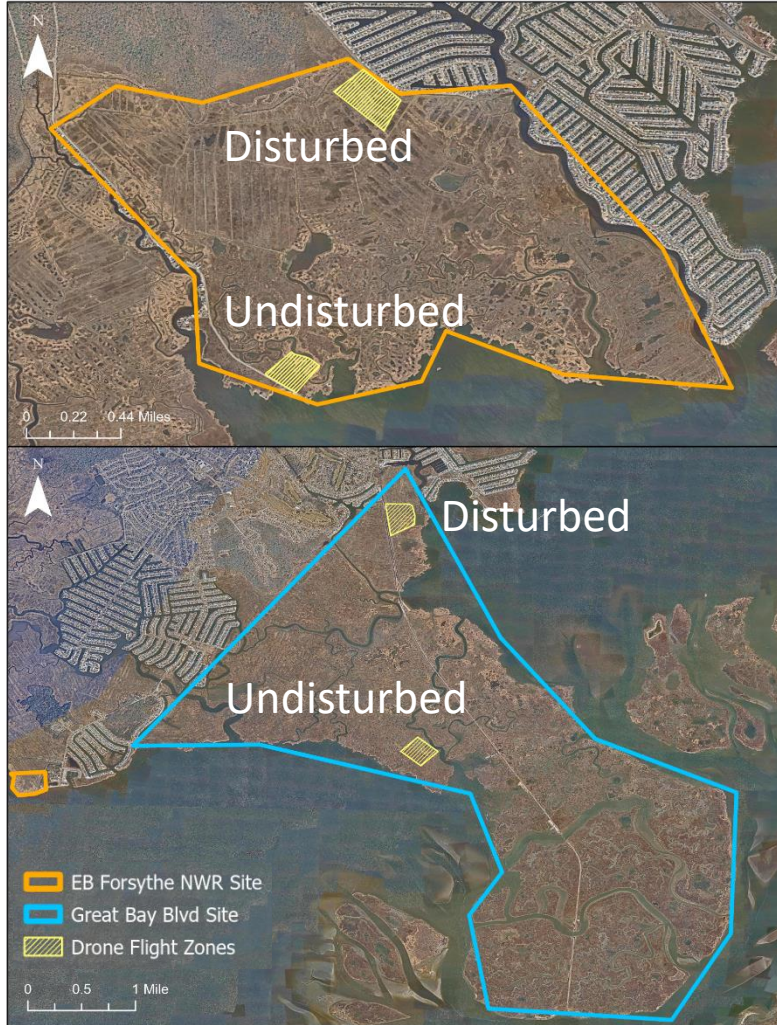 N
Disturbed
Undisturbed
0 0.22 0.44 Miles
N
Disturbed
Undisturbed
EB Forsythe NWR Site
Great Bay Blvd Site
Drone Flight Zones
0 0.5 1 Mile